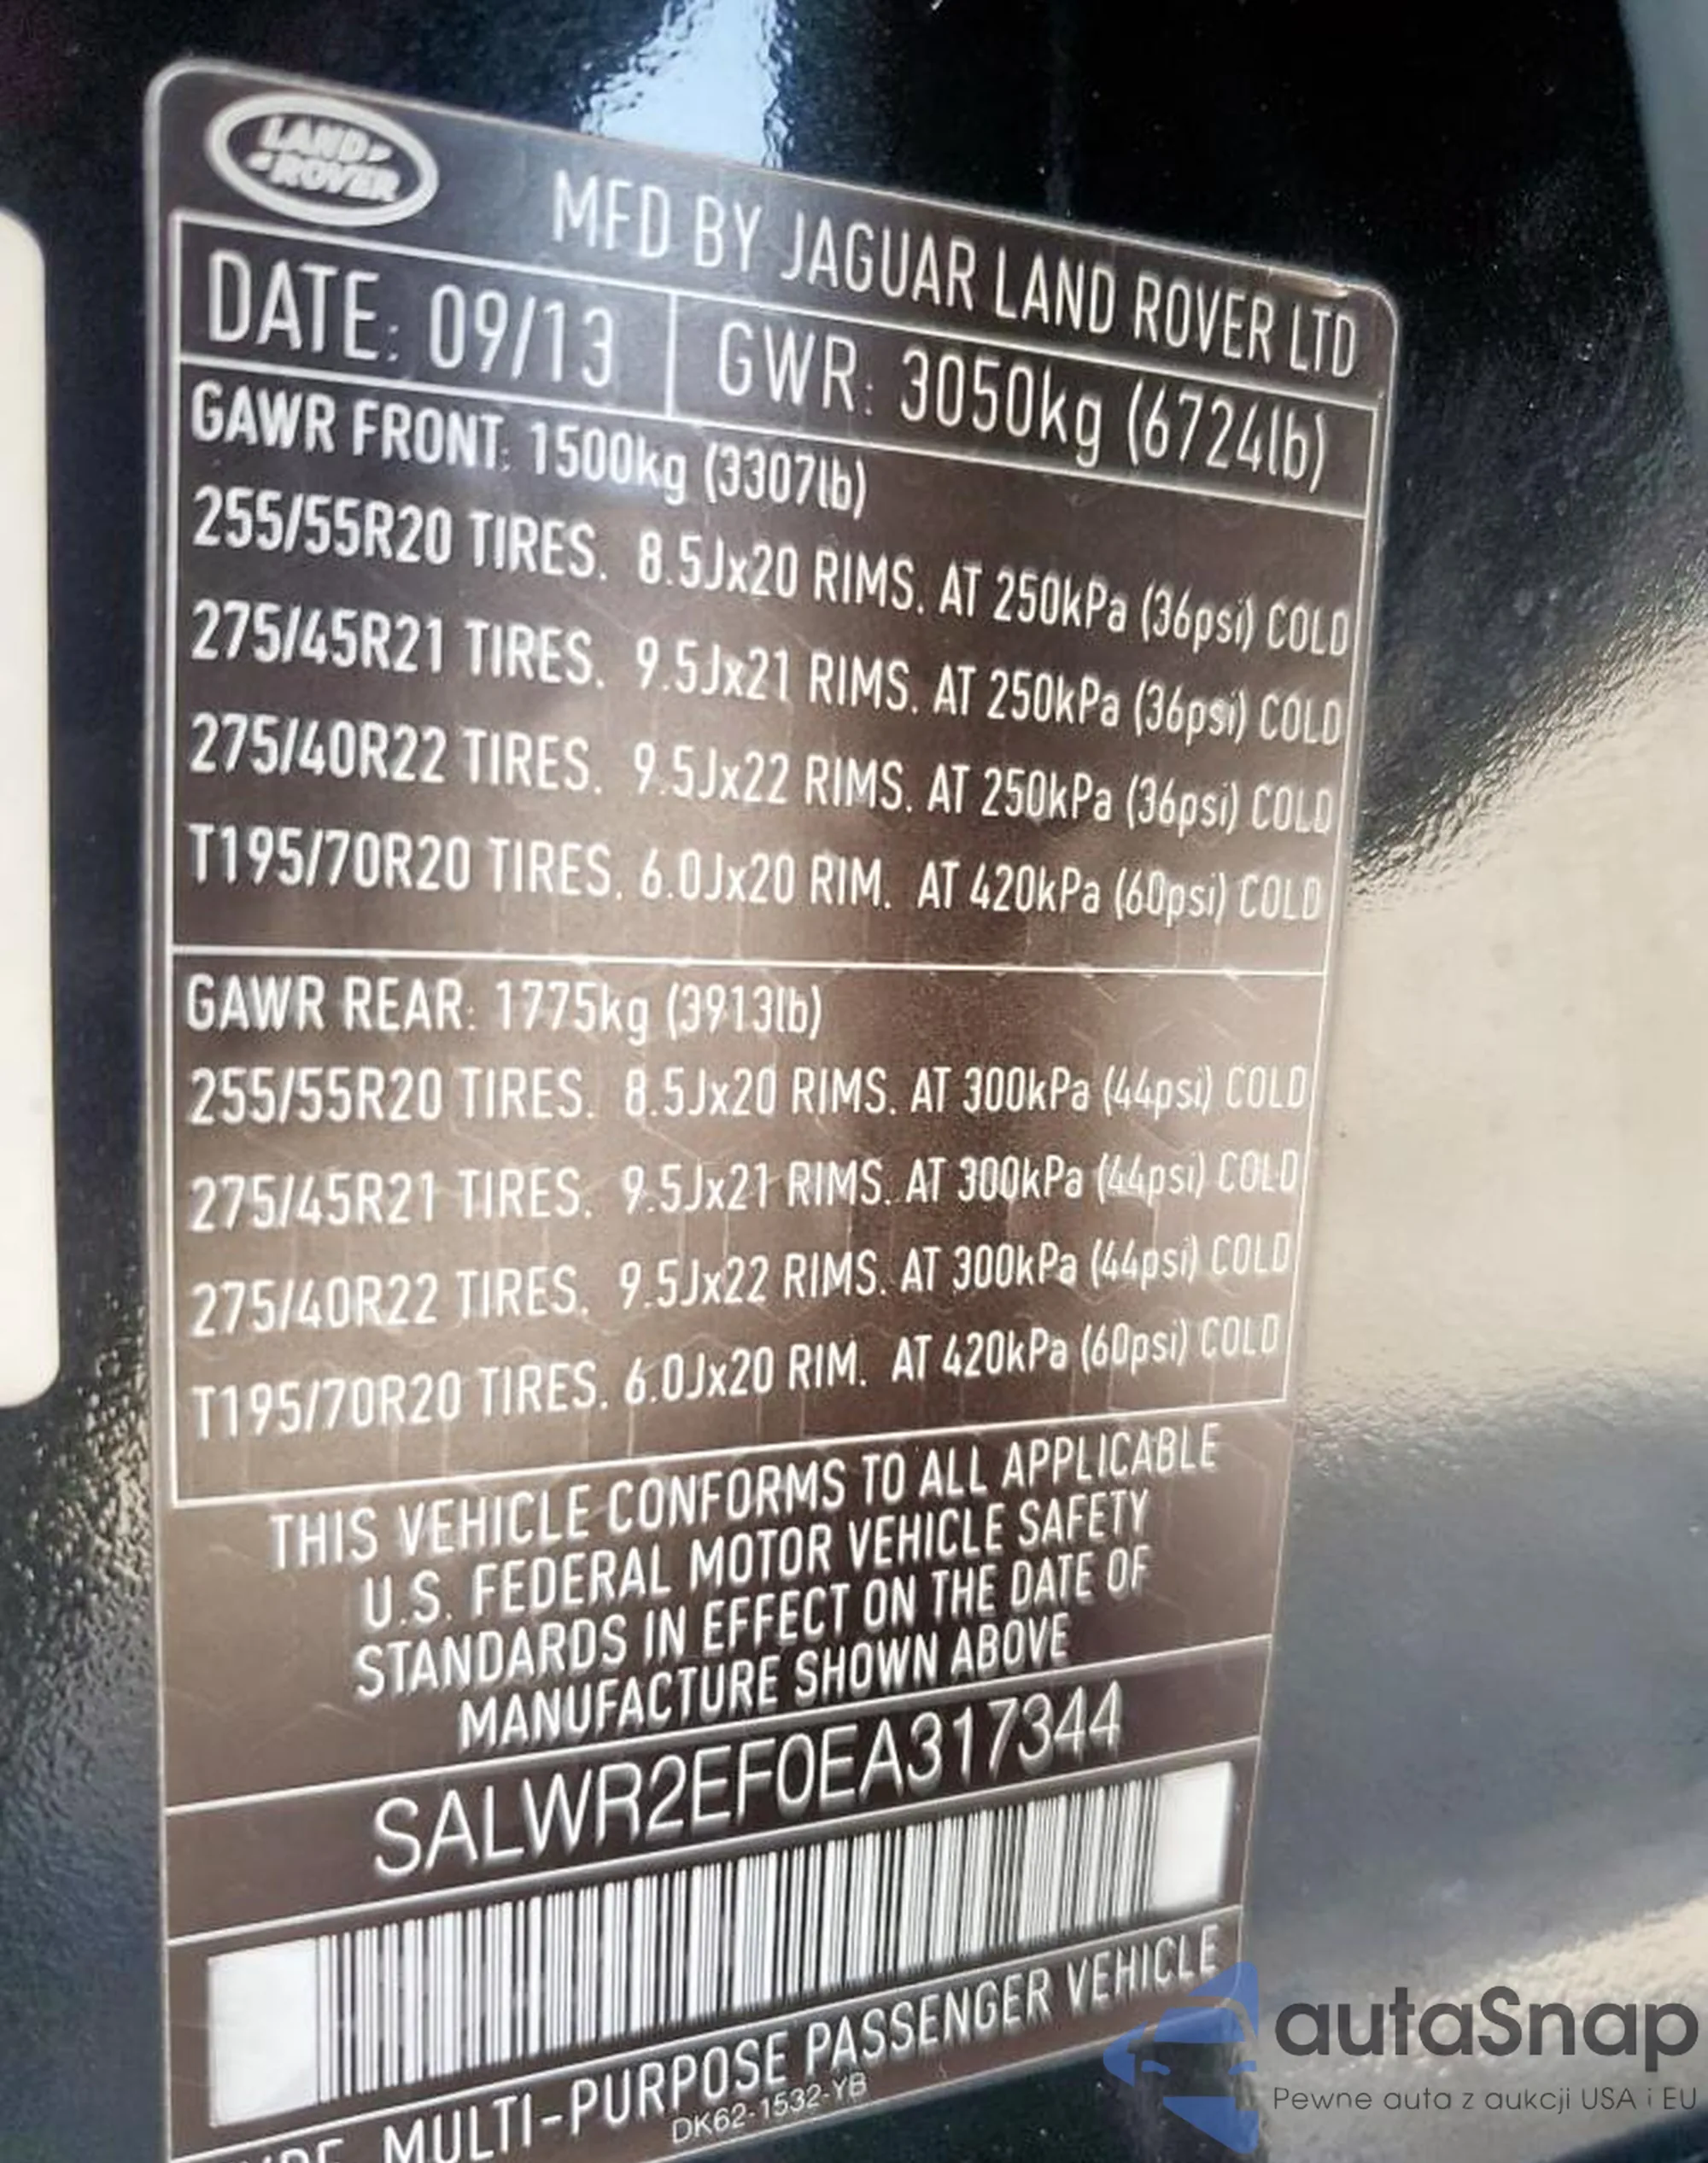 LAND ROVER
MFD BY JAGUAR LAND ROVER LTD
DATE: 09/13 GWR: 3050kg (6724lb)
GAWR FRONT: 1500kg (3307lb)
255/55R20 TIRES. 8.5Jx20 RIMS. AT 250kPa (36psi) COLD
275/45R21 TIRES. 9.5Jx21 RIMS. AT 250kPa (36psi) COLD
275/40R22 TIRES. 9.5Jx22 RIMS. AT 250kPa (36psi) COLD
T195/70R20 TIRES. 6.0Jx20 RIM. AT 420kPa (60psi) COLD
GAWR REAR: 1775kg (3913lb)
255/55R20 TIRES. 8.5Jx20 RIMS. AT 300kPa (44psi) COLD
275/45R21 TIRES. 9.5Jx21 RIMS. AT 300kPa (44psi) COLD
275/40R22 TIRES. 9.5Jx22 RIMS. AT 300kPa (44psi) COLD
T195/70R20 TIRES. 6.0Jx20 RIM. AT 420kPa (60psi) COLD
THIS VEHICLE CONFORMS TO ALL APPLICABLE
U.S. FEDERAL MOTOR VEHICLE SAFETY
STANDARDS IN EFFECT ON THE DATE OF
MANUFACTURE SHOWN ABOVE
SALWR2EF0EA317344
MULTI-PURPOSE PASSENGER VEHICLE
DK62-1532-YB
autaSnap
Pewne auta z aukcji USA i EU